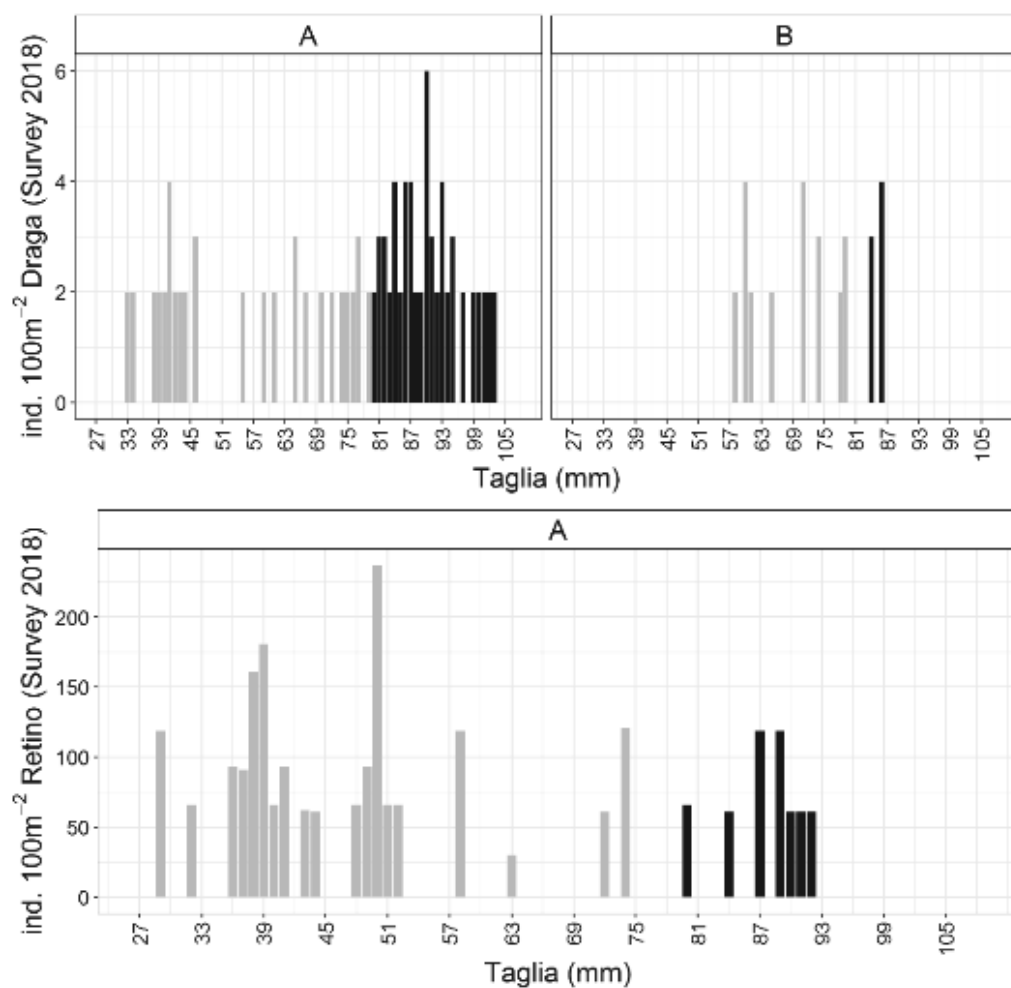 A B
ind. 100m⁻² Draga (Survey 2018)
6
4
2
0
27 33 39 45 51 57 63 69 75 81 87 93 99 105 27 33 39 45 51 57 63 69 75 81 87 93 99 105
Taglia (mm)
A
ind. 100m⁻² Retino (Survey 2018)
200
150
100
50
0
27 33 39 45 51 57 63 69 75 81 87 93 99 105
Taglia (mm)